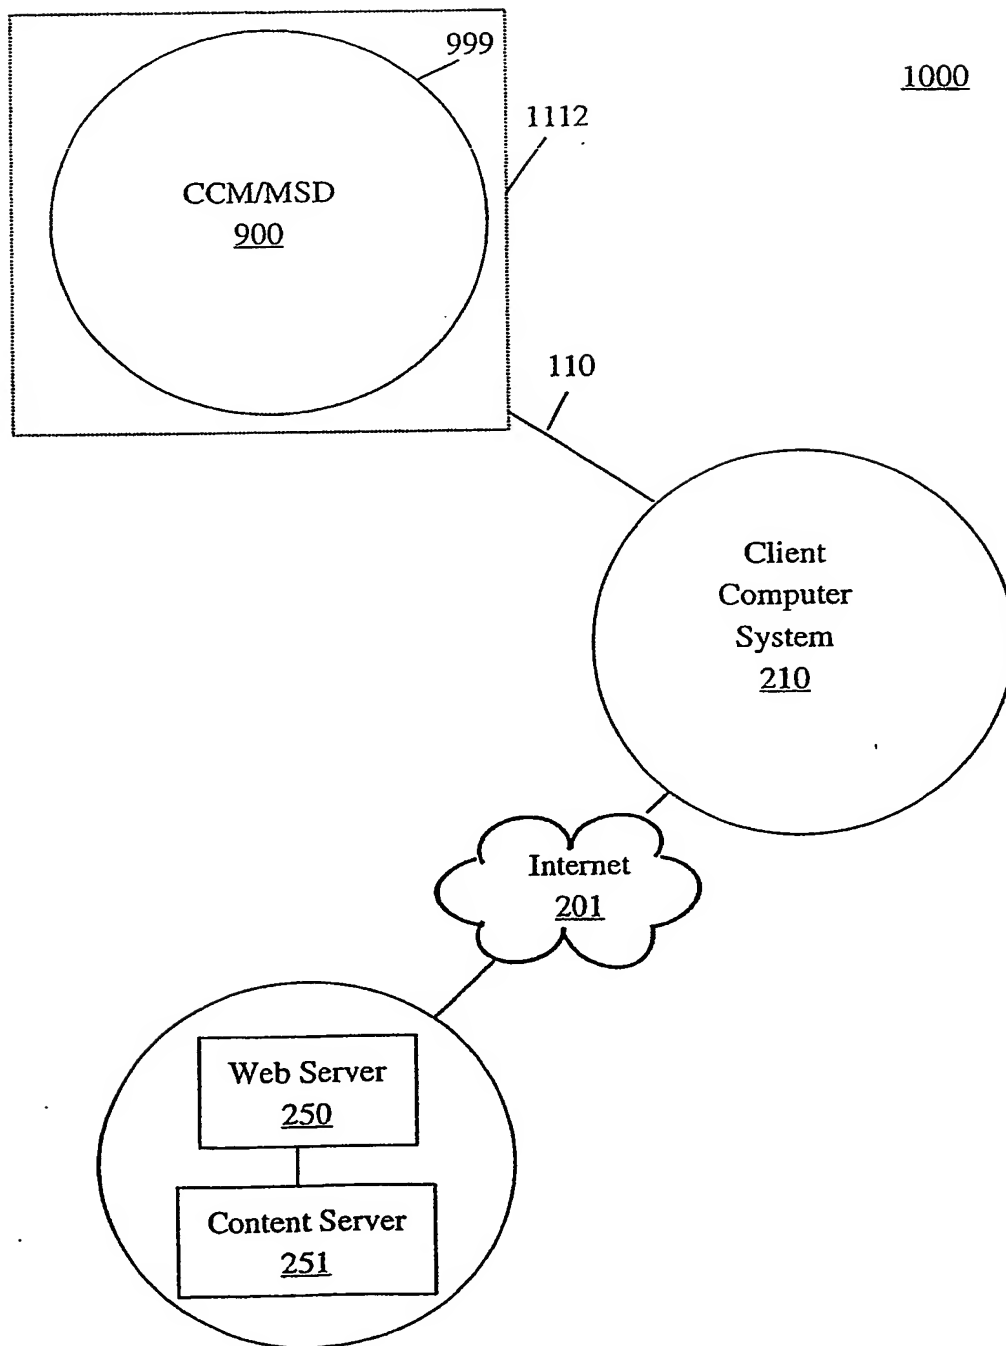 999
1000
1112
CCM/MSD
900
110
Client
Computer
System
210
Internet
201
Web Server
250
Content Server
251